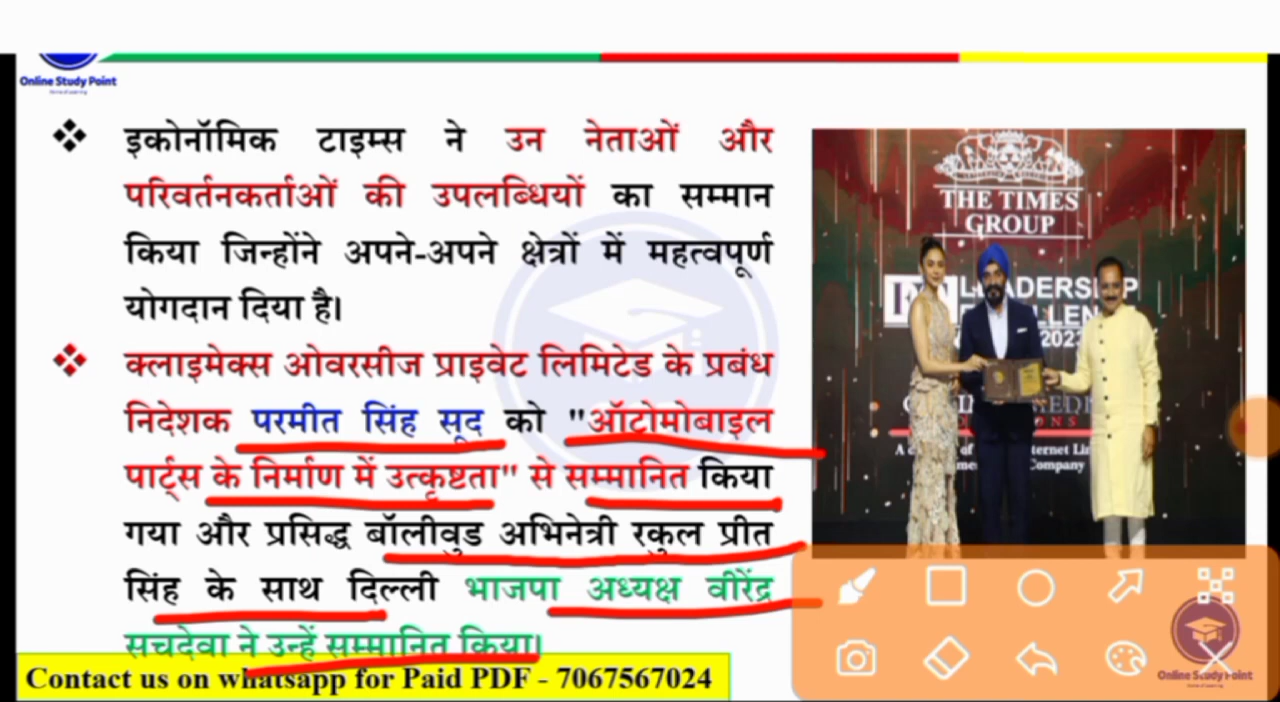 Online Study Point
इकोनॉमिक टाइम्स ने उन नेताओं और
परिवर्तनकर्ताओं की उपलब्धियों का सम्मान
किया जिन्होंने अपने-अपने क्षेत्रों में महत्वपूर्ण
योगदान दिया है।
क्लाइमेक्स ओवरसीज प्राइवेट लिमिटेड के प्रबंध
निदेशक परमीत सिंह सूद को "ऑटोमोबाइल
पार्ट्स के निर्माण में उत्कृष्टता" से सम्मानित किया
गया और प्रसिद्ध बॉलीवुड अभिनेत्री रकुल प्रीत
सिंह के साथ दिल्ली भाजपा अध्यक्ष वीरेंद्र
सचदेवा ने उन्हें सम्मानित किया।
Contact us on whatsapp for Paid PDF - 7067567024
THE TIMES
GROUP
2023
Company
Online Study Point